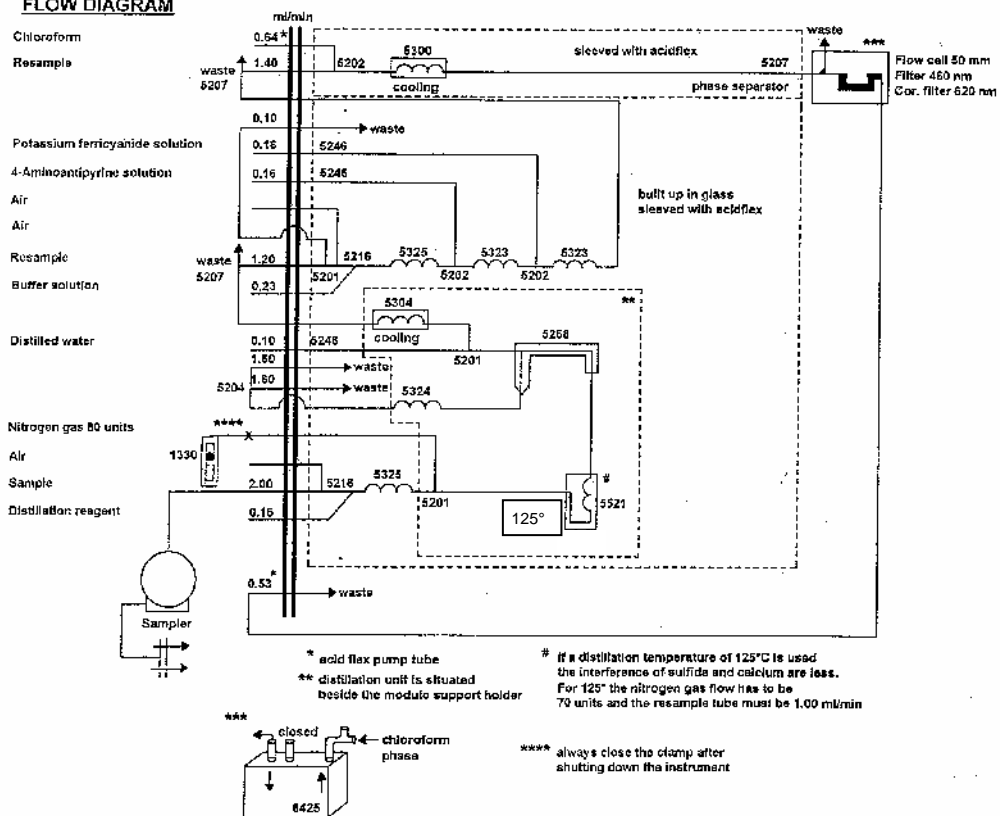 FLOW DIAGRAM
ml/min
Chloroform
0.64*
Resample
1.40
5202
5300
cooling
sleeved with acidflex
5207
phase separator
waste
***
Flow cell 50 mm
Filter 460 nm
Cor. filter 620 nm
waste
5207
0.10
waste
Potassium ferricyanide solution
0.16
5246
4-Aminoantipyrine solution
0.16
5246
built up in glass
sleeved with acidflex
Air
Air
Resample
waste
5207
1.20
5201
5216
5325
5202
5323
5202
5323
Buffer solution
0.23
5304
cooling
**
Distilled water
0.10
5246
5201
5268
1.60
waste
5204
1.60
waste
5324
Nitrogen gas 80 units
****
X
Air
1330
Sample
2.00
5216
5325
5201
125°
#
5521
Distillation reagent
0.16
Sampler
0.53*
waste
* acid flex pump tube
** distillation unit is situated
beside the module support holder
# if a distillation temperature of 125°C is used
the interference of sulfide and calcium are less.
For 125° the nitrogen gas flow has to be
70 units and the resample tube must be 1.00 ml/min
***
closed
chloroform
phase
6425
**** always close the clamp after
shutting down the instrument